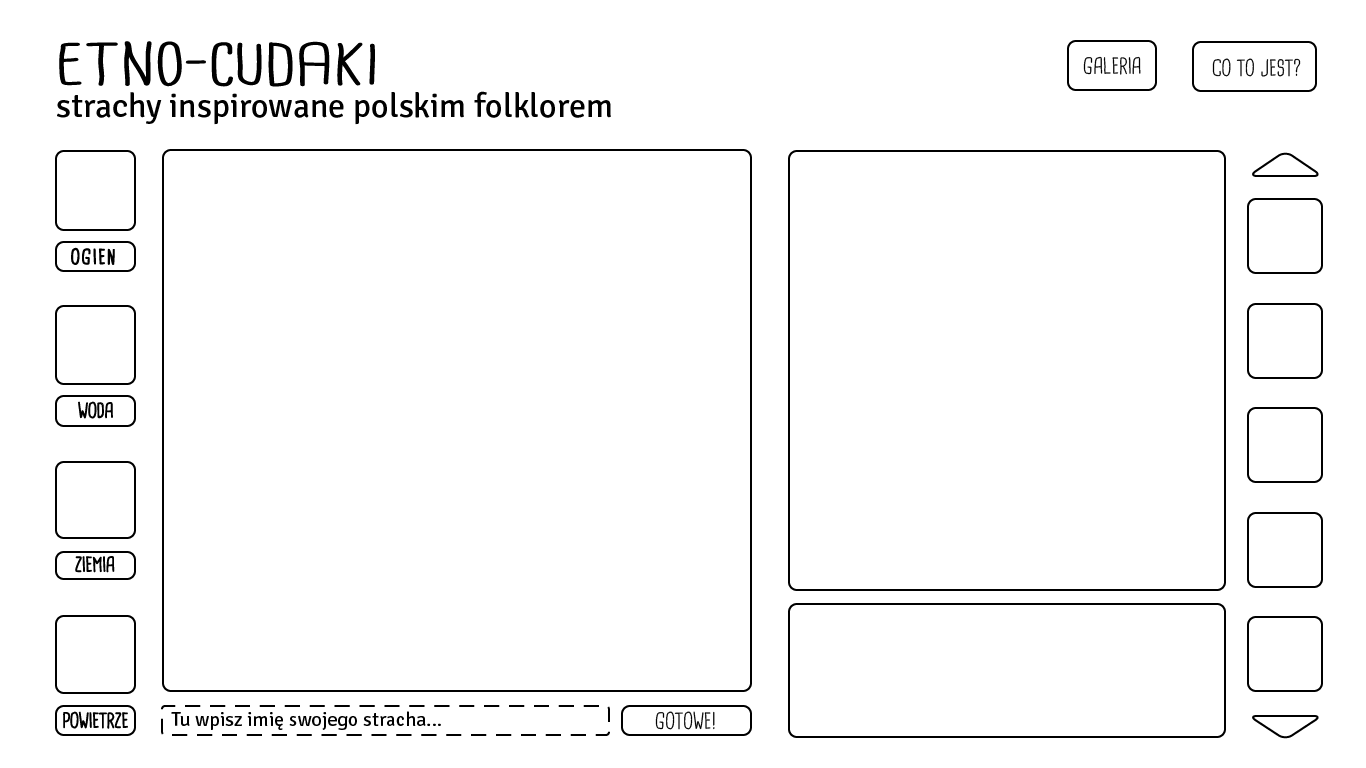 ETNO-CUDAKI
strachy inspirowane polskim folklorem
GALERIA
CO TO JEST?
OGIEN
WODA
ZIEMIA
POWIETRZE
Tu wpisz imię swojego stracha...
GOTOWE!